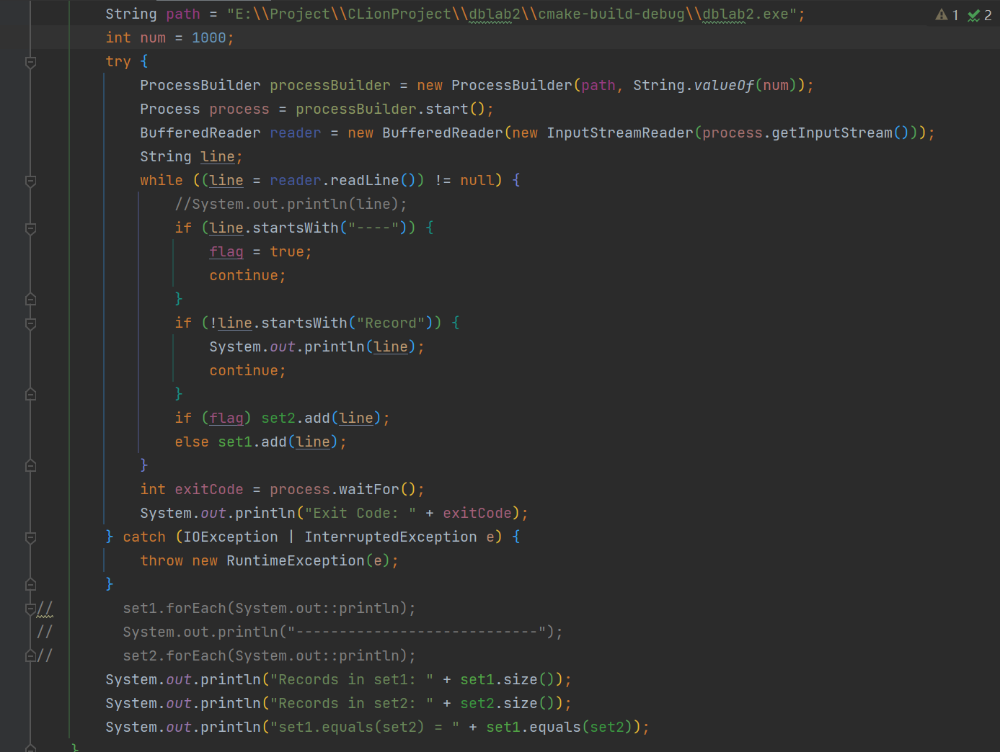 String path = "E:\\Project\\CLionProject\\dblab2\\cmake-build-debug\\dblab2.exe"; 1 2
int num = 1000;
try {
ProcessBuilder processBuilder = new ProcessBuilder(path, String.valueOf(num));
Process process = processBuilder.start();
BufferedReader reader = new BufferedReader(new InputStreamReader(process.getInputStream()));
String line;
while ((line = reader.readLine()) != null) {
//System.out.println(line);
if (line.startsWith("----")) {
flag = true;
continue;
}
if (!line.startsWith("Record")) {
System.out.println(line);
continue;
}
if (flag) set2.add(line);
else set1.add(line);
}
int exitCode = process.waitFor();
System.out.println("Exit Code: " + exitCode);
} catch (IOException | InterruptedException e) {
throw new RuntimeException(e);
}
// set1.forEach(System.out::println);
// System.out.println("----------------------------");
// set2.forEach(System.out::println);
System.out.println("Records in set1: " + set1.size());
System.out.println("Records in set2: " + set2.size());
System.out.println("set1.equals(set2) = " + set1.equals(set2));
}